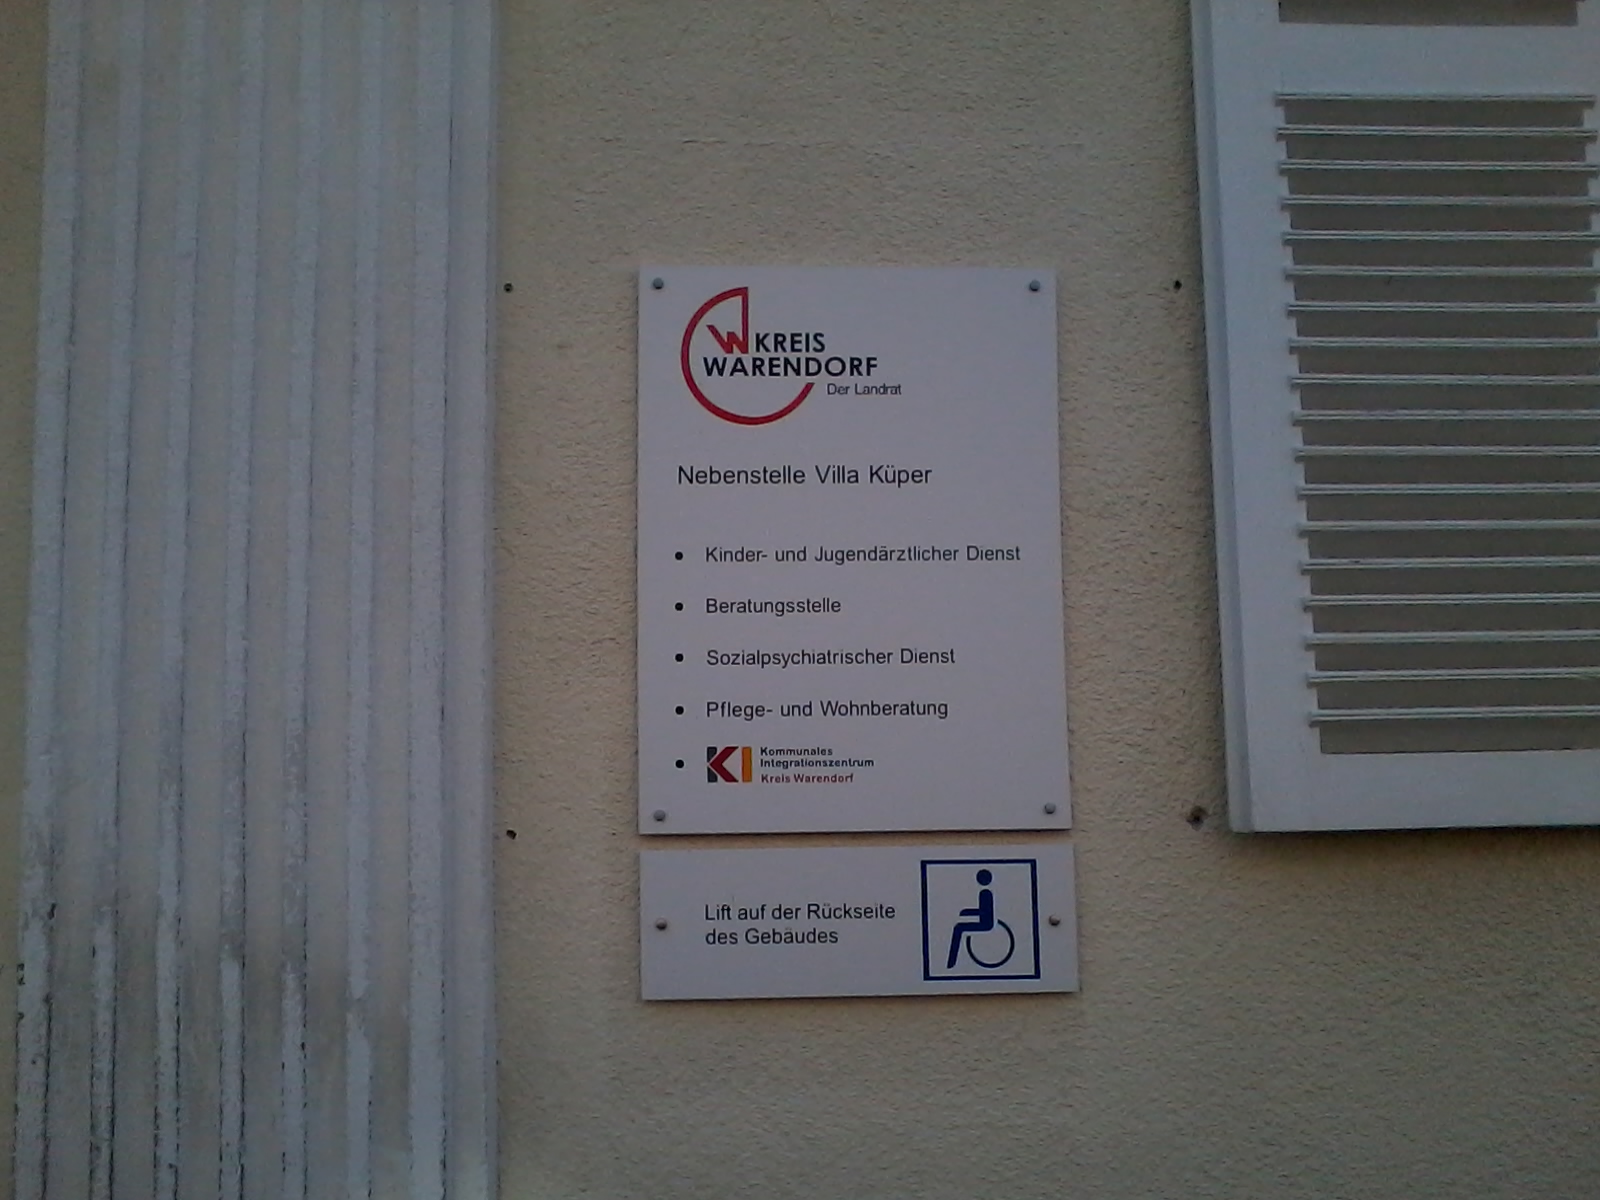 KREIS
WARENDORF
Der Landrat
Nebenstelle Villa Küper
• Kinder- und Jugendärztlicher Dienst
• Beratungsstelle
• Sozialpsychiatrischer Dienst
• Pflege- und Wohnberatung
• KI Kommunales
Integrationszentrum
Kreis Warendorf
Lift auf der Rückseite
des Gebäudes